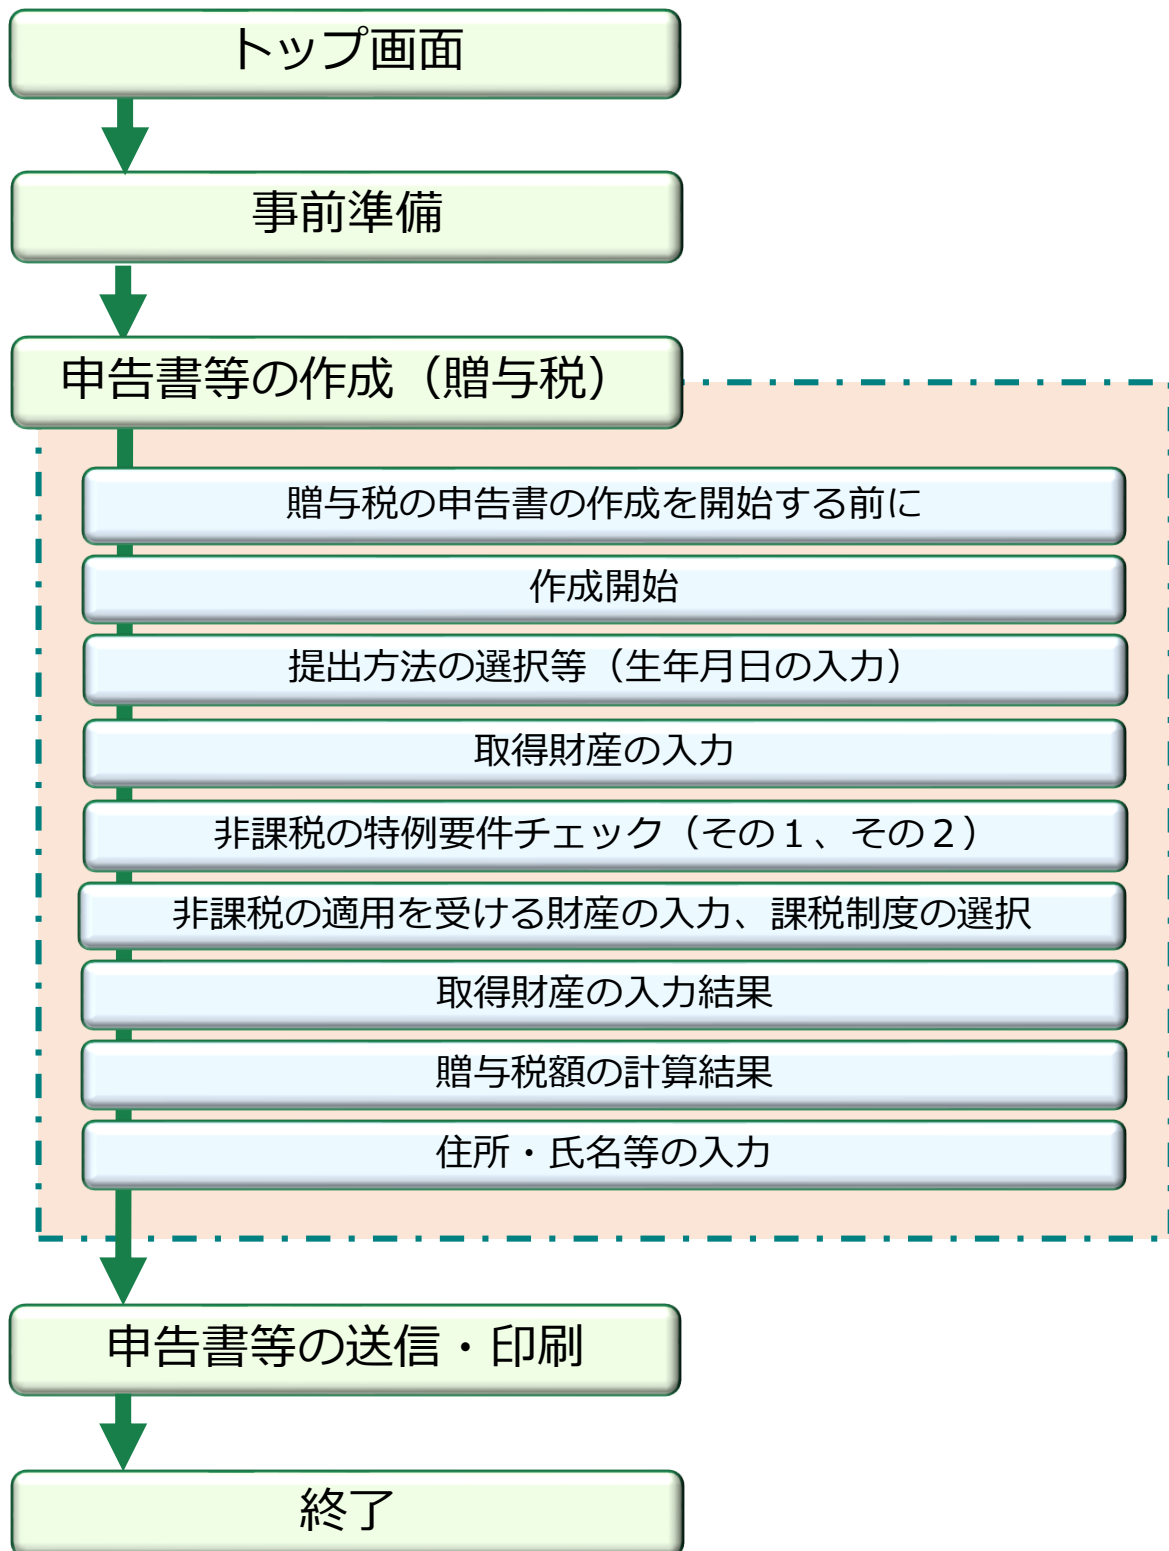 トップ画面
事前準備
申告書等の作成（贈与税）
贈与税の申告書の作成を開始する前に
作成開始
提出方法の選択等（生年月日の入力）
取得財産の入力
非課税の特例要件チェック（その１、その２）
非課税の適用を受ける財産の入力、課税制度の選択
取得財産の入力結果
贈与税額の計算結果
住所・氏名等の入力
申告書等の送信・印刷
終了